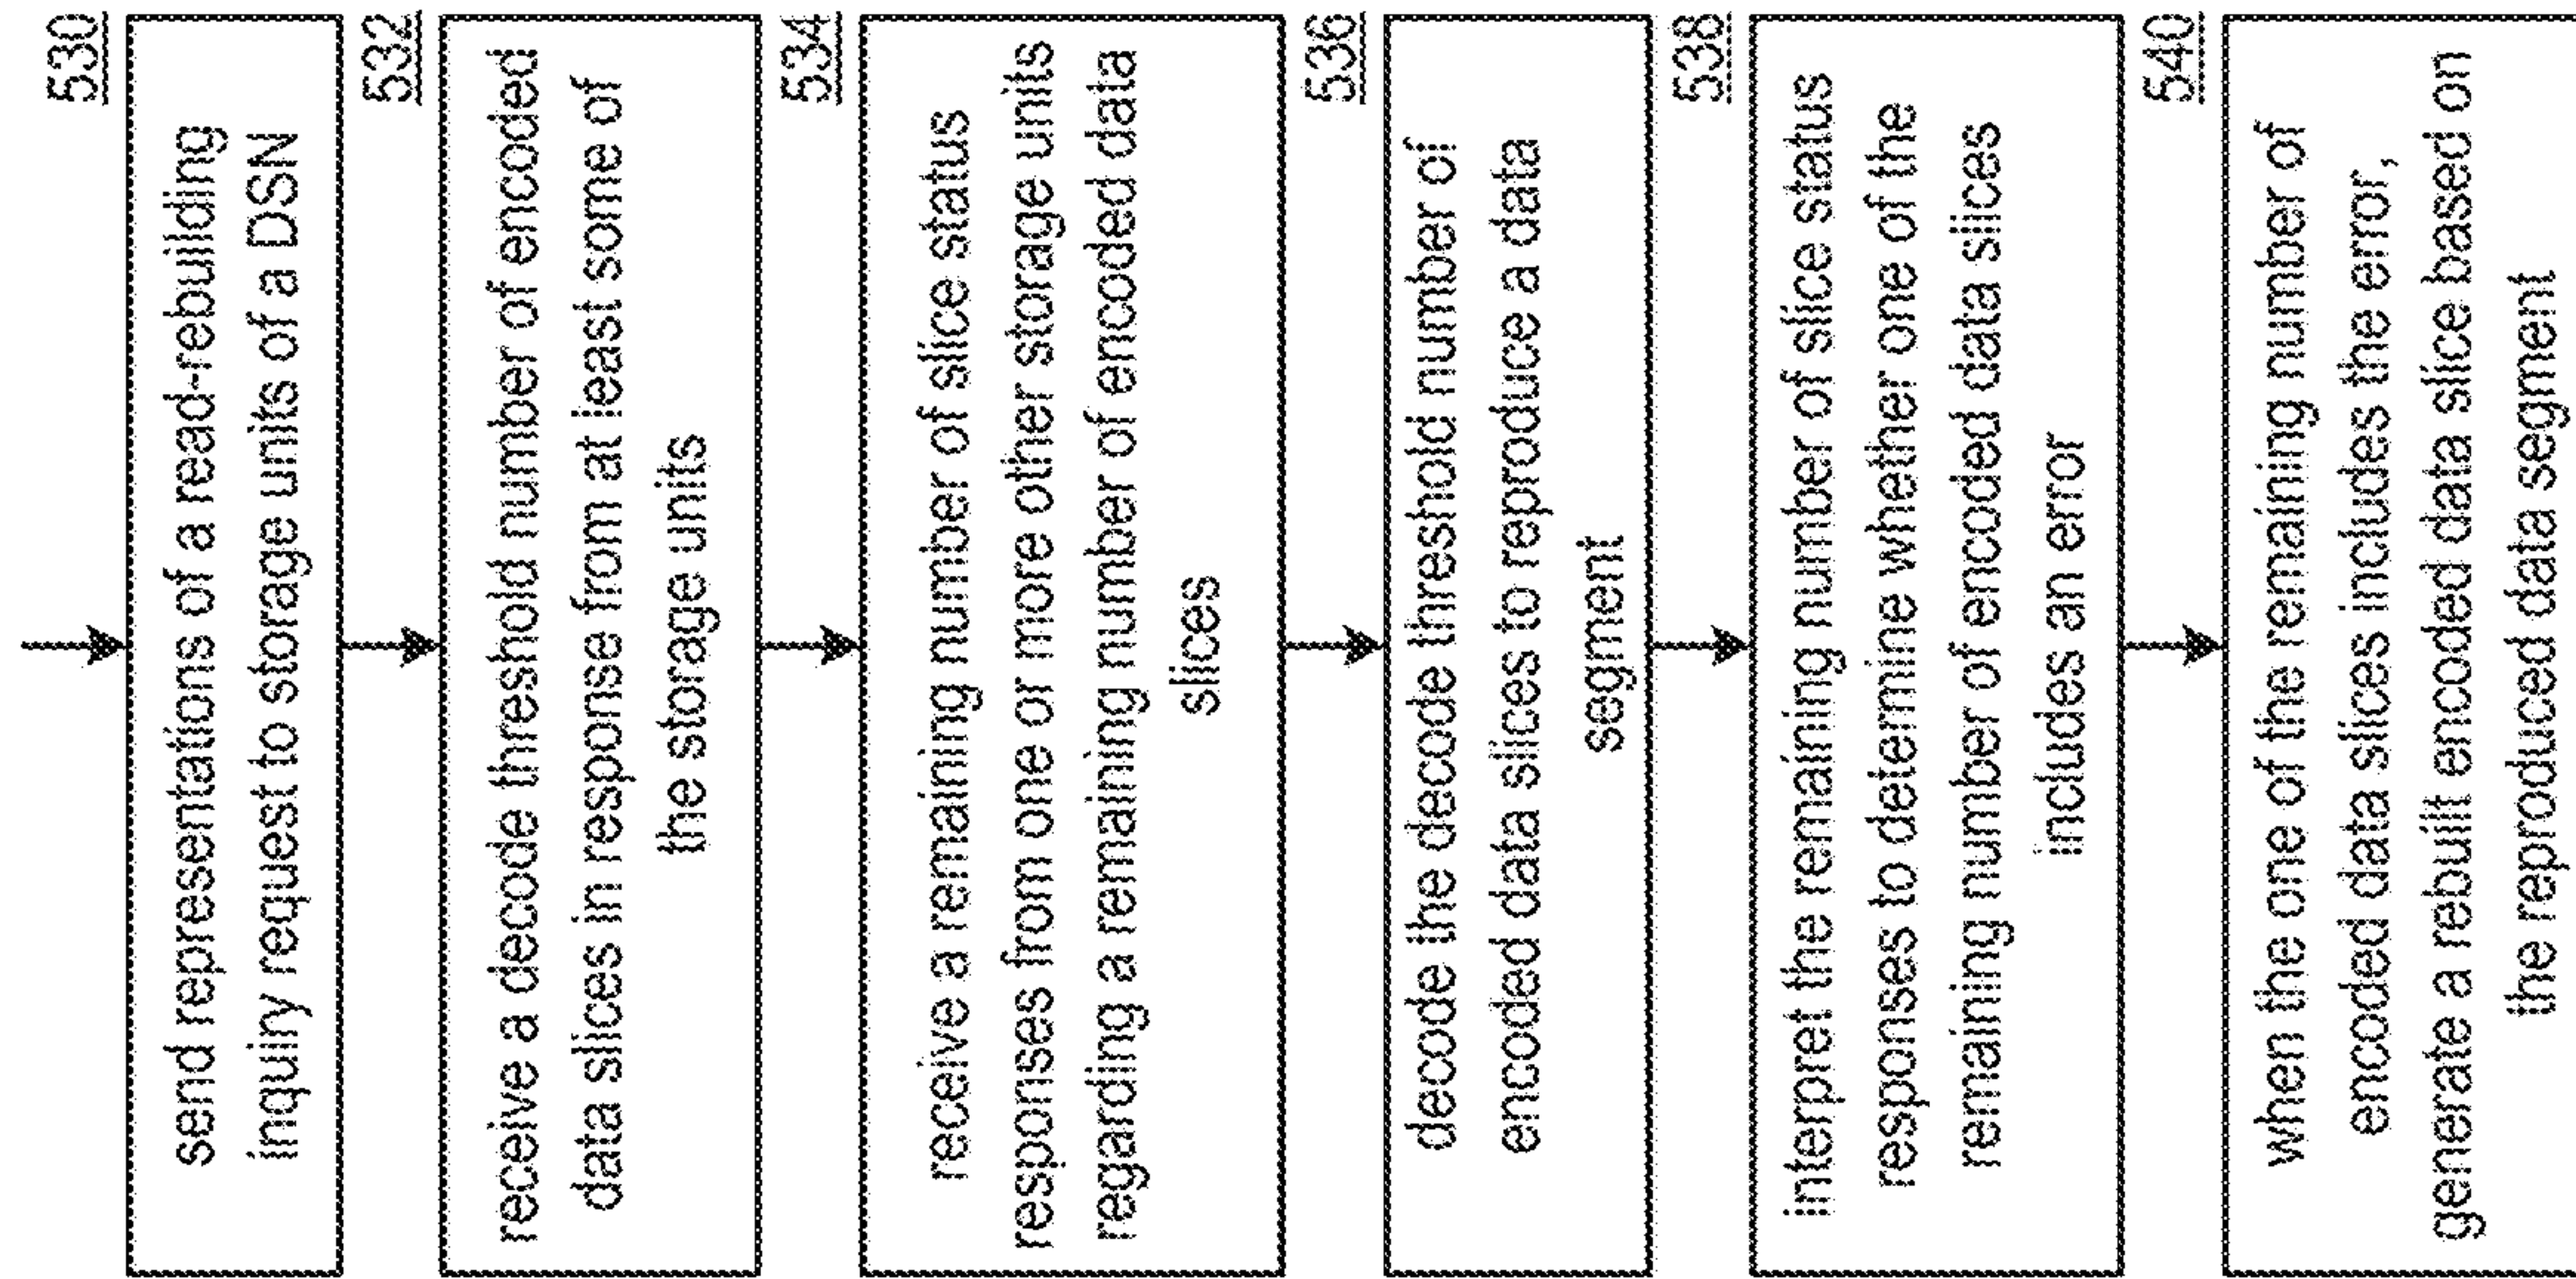 530
send representations of a read-rebuilding
inquiry request to storage units of a DSN
532
receive a decode threshold number of encoded
data slices in response from at least some of
the storage units
534
receive a remaining number of slice status
responses from one or more other storage units
regarding a remaining number of encoded data
slices
536
decode the decode threshold number of
encoded data slices to reproduce a data
segment
538
interpret the remaining number of slice status
responses to determine whether one of the
remaining number of encoded data slices
includes an error
540
when the one of the remaining number of
encoded data slices includes the error,
generate a rebuilt encoded data slice based on
the reproduced data segment